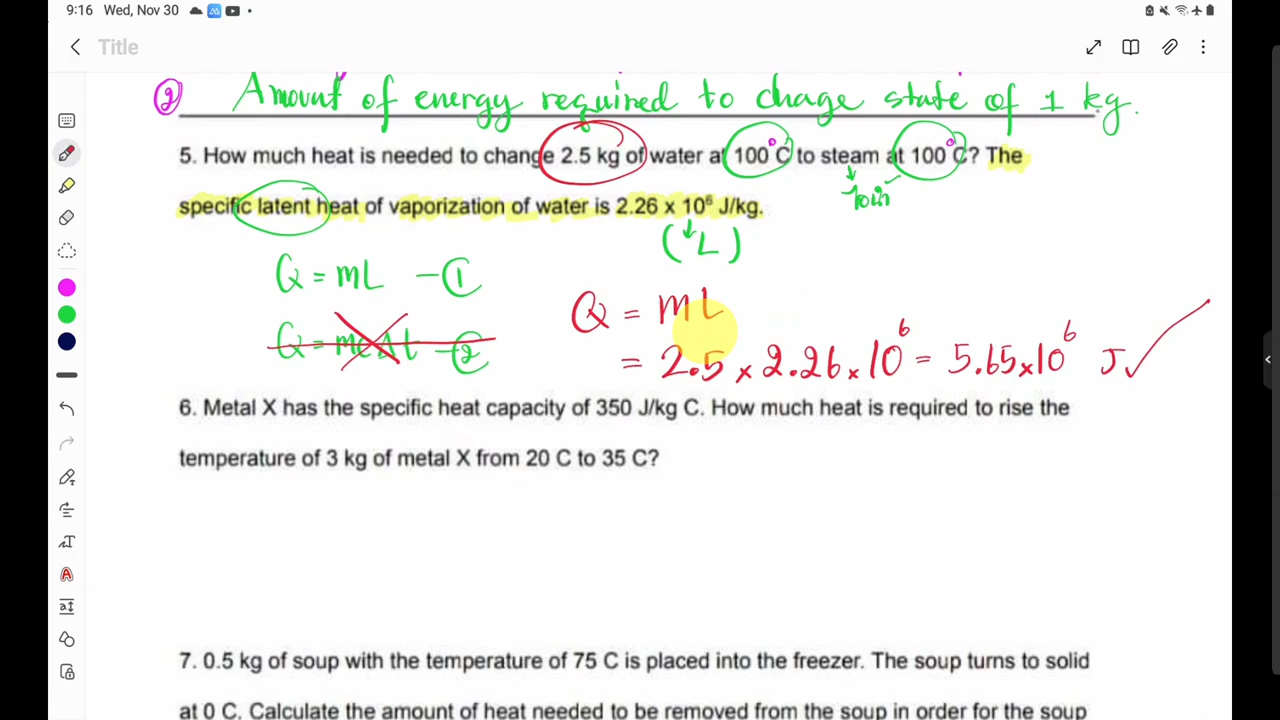 9:16 Wed, Nov 30
Title
② Amount of energy required to chage state of 1 kg.
5. How much heat is needed to change 2.5 kg of water at 100°C to steam at 100°C? The
specific latent heat of vaporization of water is 2.26 x 10⁶ J/kg.
(L)
Q = mL - ①
Q = mcΔt - ②
Q = mL
= 2.5 x 2.26 x 10⁶ = 5.65 x 10⁶ J ✓
6. Metal X has the specific heat capacity of 350 J/kg C. How much heat is required to rise the
temperature of 3 kg of metal X from 20 C to 35 C?
7. 0.5 kg of soup with the temperature of 75 C is placed into the freezer. The soup turns to solid
at 0 C. Calculate the amount of heat needed to be removed from the soup in order for the soup